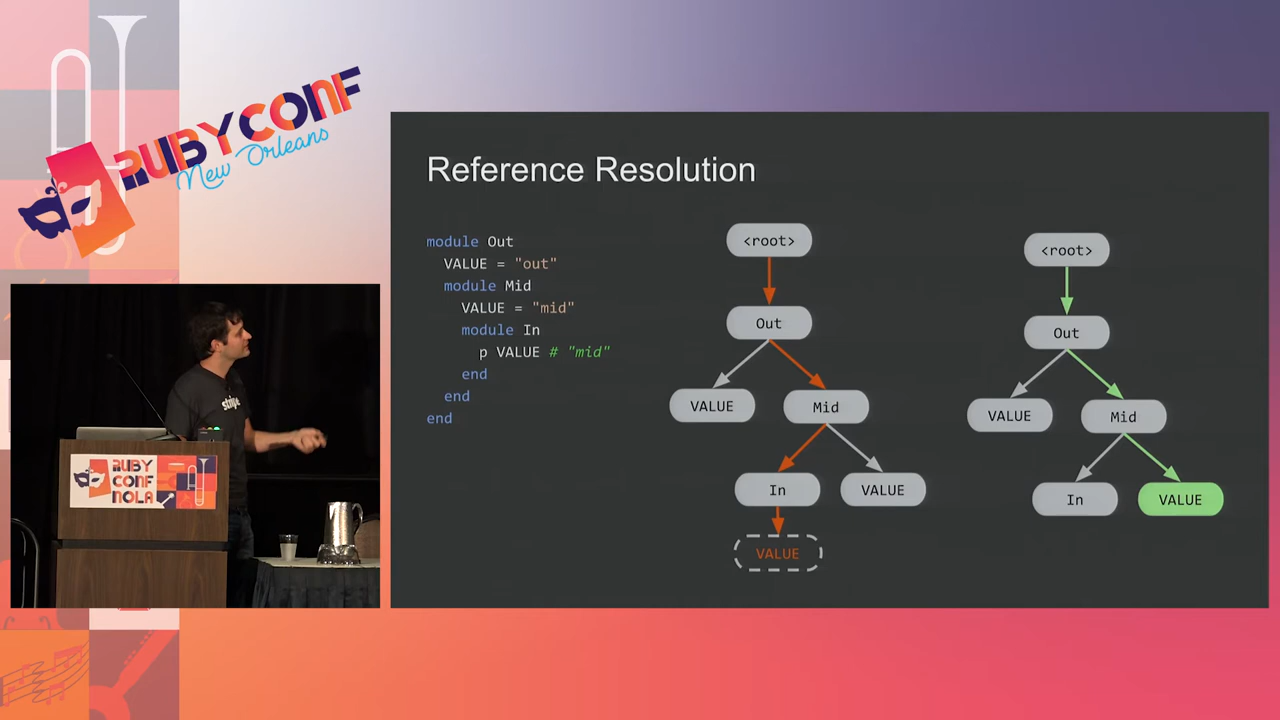 RUBYCONF
New Orleans
stripe
RUBY
CONF
NOLA
Reference Resolution
module Out
  VALUE = "out"
  module Mid
    VALUE = "mid"
    module In
      p VALUE # "mid"
    end
  end
end
<root>
Out
VALUE
Mid
In
VALUE
VALUE
<root>
Out
VALUE
Mid
In
VALUE